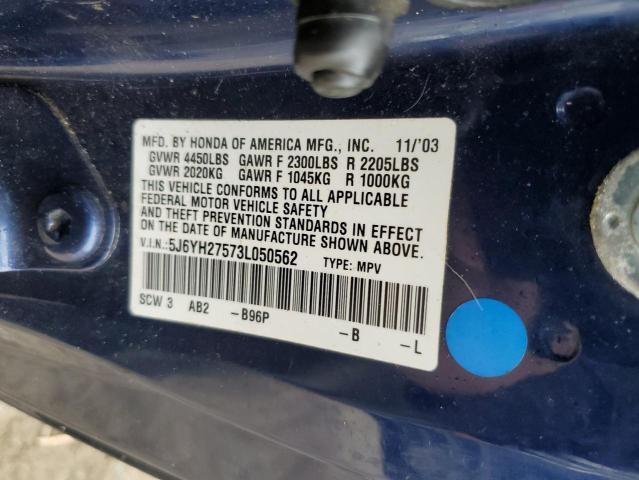 MFD. BY HONDA OF AMERICA MFG., INC. 11/'03
GVWR 4450LBS GAWR F 2300LBS R 2205LBS
GVWR 2020KG GAWR F 1045KG R 1000KG
THIS VEHICLE CONFORMS TO ALL APPLICABLE
FEDERAL MOTOR VEHICLE SAFETY
AND THEFT PREVENTION STANDARDS IN EFFECT
ON THE DATE OF MANUFACTURE SHOWN ABOVE.
V.I.N.:5J6YH27573L050562 TYPE: MPV
SCW 3 AB2 -B96P -B -L